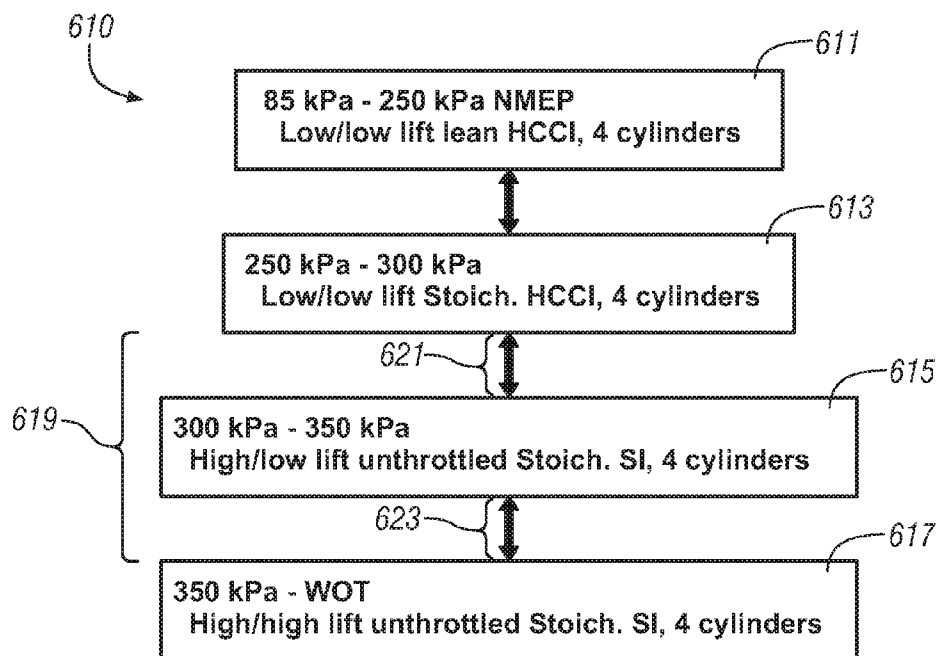 610
611
85 kPa - 250 kPa NMEP
Low/low lift lean HCCI, 4 cylinders
613
250 kPa - 300 kPa
Low/low lift Stoich. HCCI, 4 cylinders
621
615
619
300 kPa - 350 kPa
High/low lift unthrottled Stoich. SI, 4 cylinders
623
617
350 kPa - WOT
High/high lift unthrottled Stoich. SI, 4 cylinders